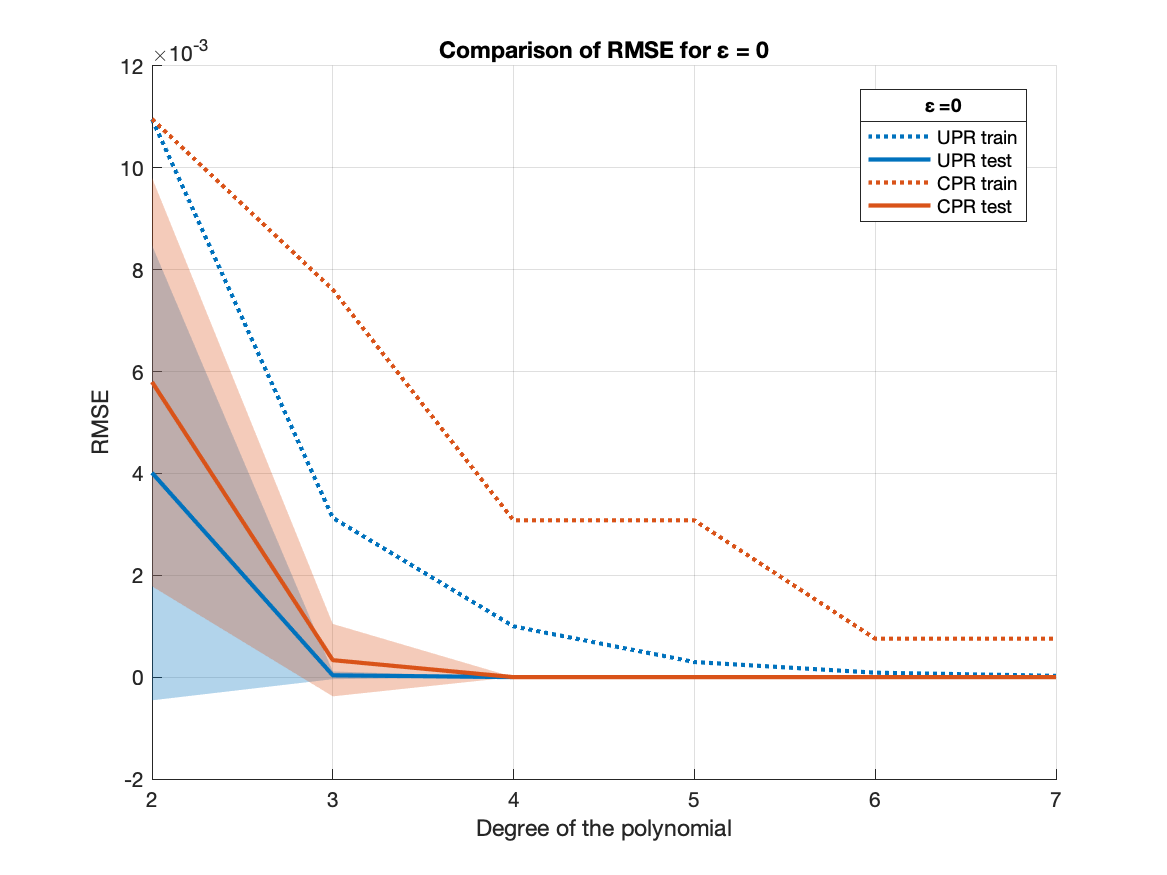 Comparison of RMSE for ε = 0
×10-3
12
10
8
6
4
2
0
-2
RMSE
2
3
4
5
6
7
Degree of the polynomial
ε =0
UPR train
UPR test
CPR train
CPR test